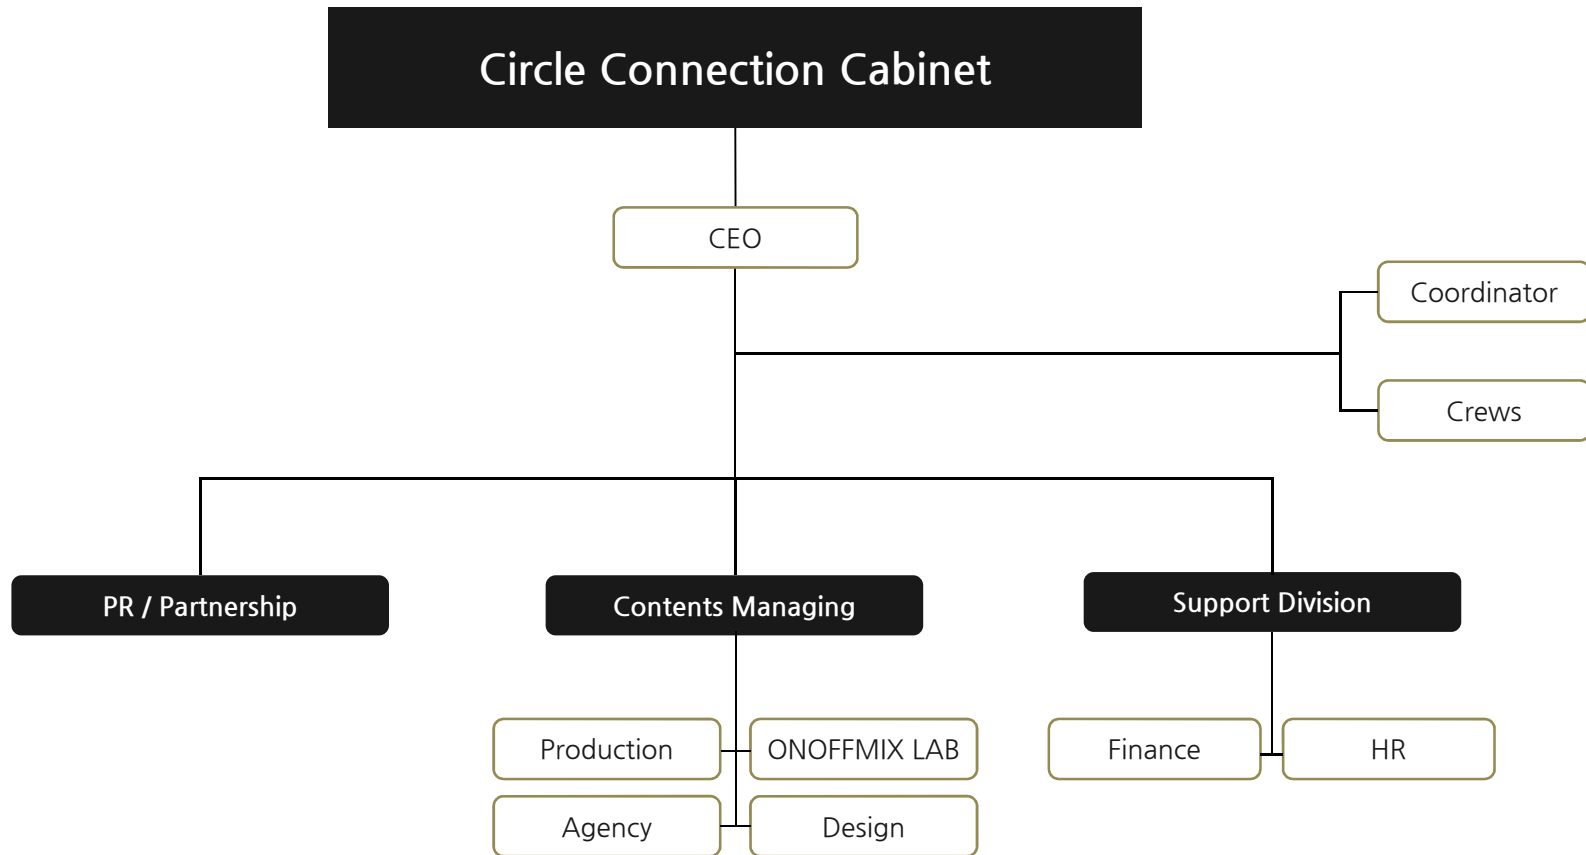 Circle Connection Cabinet
CEO
Coordinator
Crews
PR / Partnership
Contents Managing
Support Division
Production
ONOFFMIX LAB
Finance
HR
Agency
Design